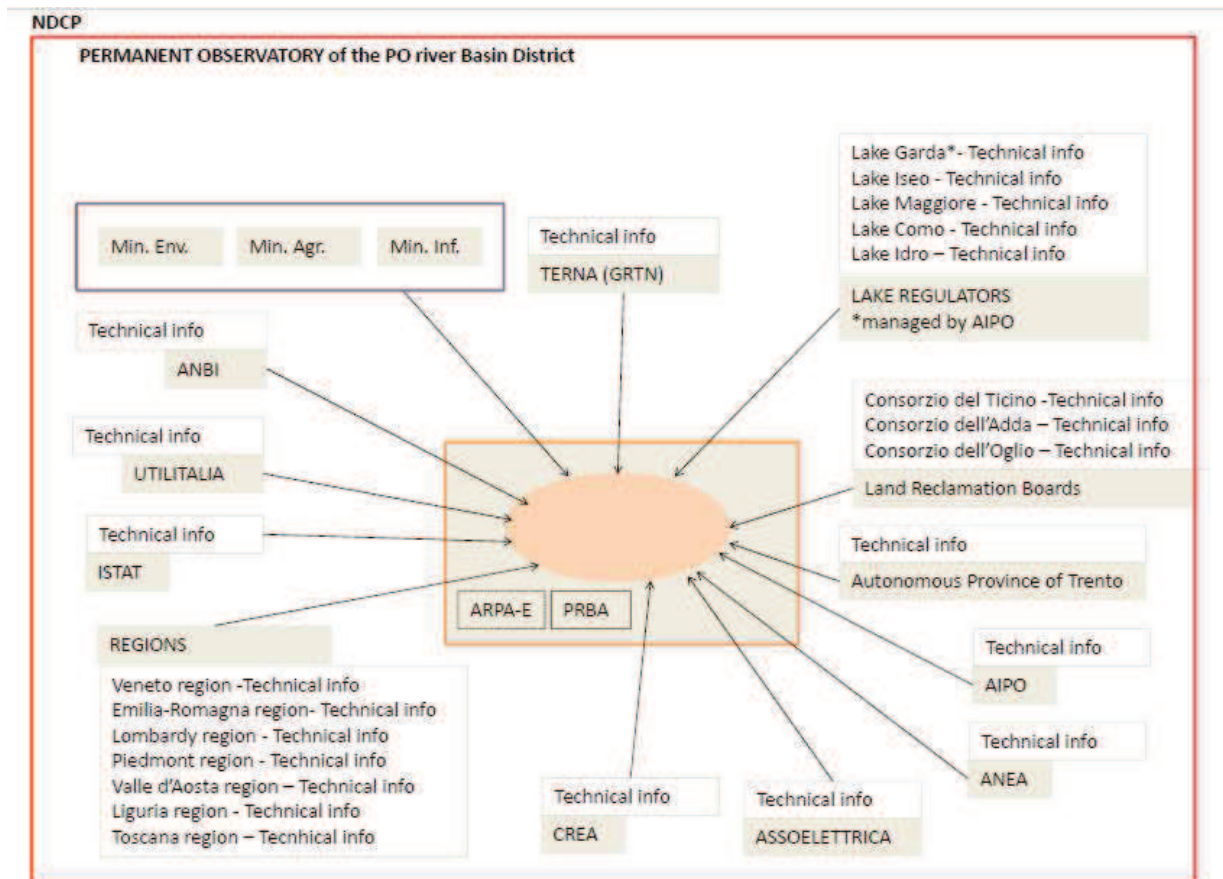 NDCP
PERMANENT OBSERVATORY of the PO river Basin District
Lake Garda*- Technical info
Lake Iseo - Technical info
Lake Maggiore - Technical info
Lake Como - Technical info
Lake Idro – Technical info
LAKE REGULATORS
*managed by AIPO
Min. Env.
Min. Agr.
Min. Inf.
Technical info
TERNA (GRTN)
Technical info
ANBI
Consorzio del Ticino -Technical info
Consorzio dell'Adda – Technical info
Consorzio dell'Oglio – Technical info
Land Reclamation Boards
Technical info
UTILITALIA
Technical info
ISTAT
Technical info
Autonomous Province of Trento
ARPA-E
PRBA
REGIONS
Veneto region -Technical info
Emilia-Romagna region- Technical info
Lombardy region - Technical info
Piedmont region - Technical info
Valle d'Aosta region – Technical info
Liguria region - Technical info
Toscana region – Tecnhical info
Technical info
AIPO
Technical info
ANEA
Technical info
CREA
Technical info
ASSOELETTRICA